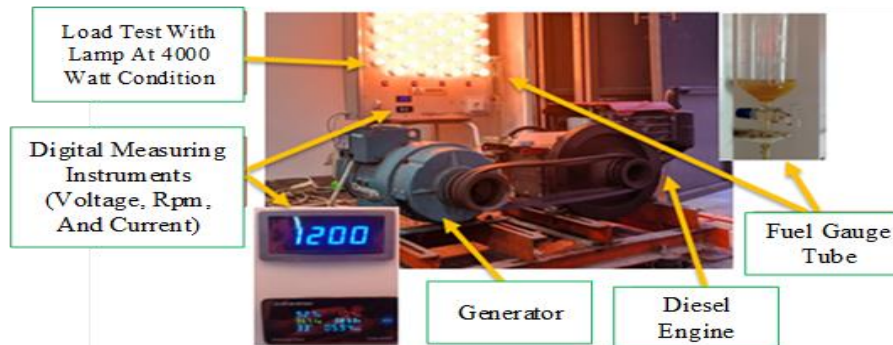 Load Test With
Lamp At 4000
Watt Condition
Digital Measuring
Instruments
(Voltage, Rpm,
And Current)
1200
Generator
Diesel
Engine
Fuel Gauge
Tube